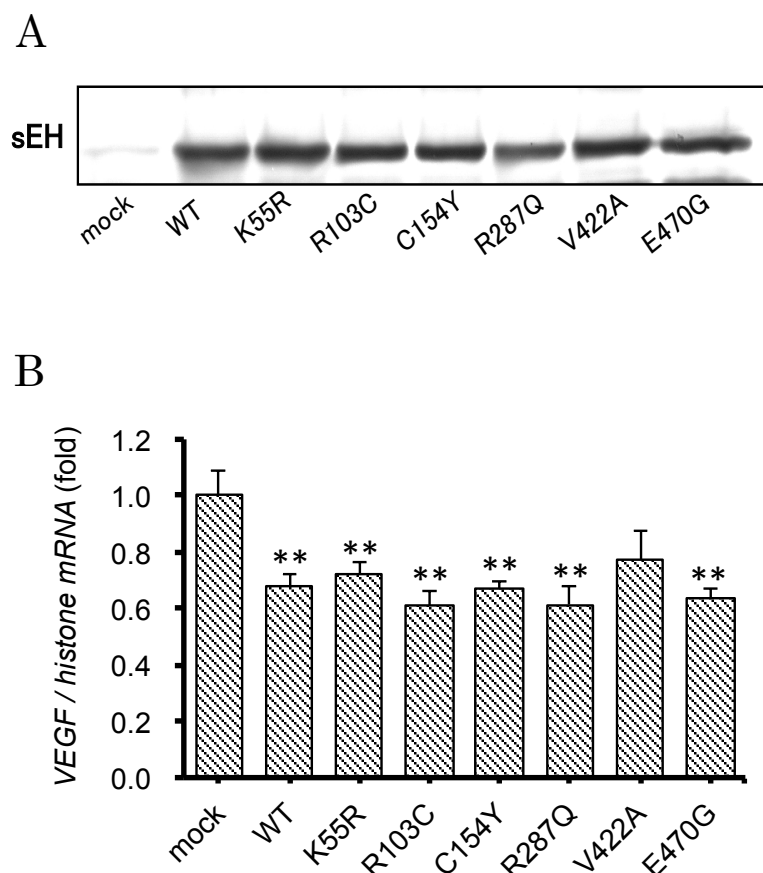 A
sEH
mock WT K55R R103C C154Y R287Q V422A E470G
B
VEGF / histone mRNA (fold)
1.2
1.0
0.8
0.6
0.4
0.2
0.0
** ** ** ** ** **
mock WT K55R R103C C154Y R287Q V422A E470G